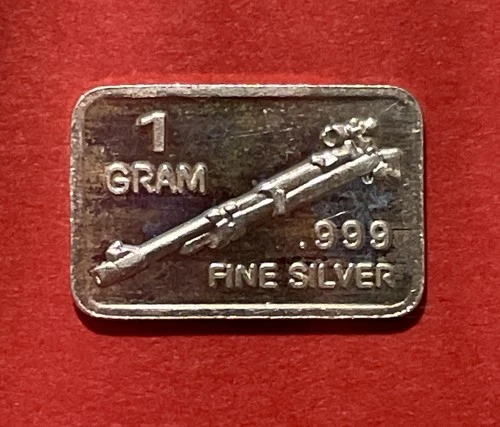 1
GRAM
.999
FINE SILVER